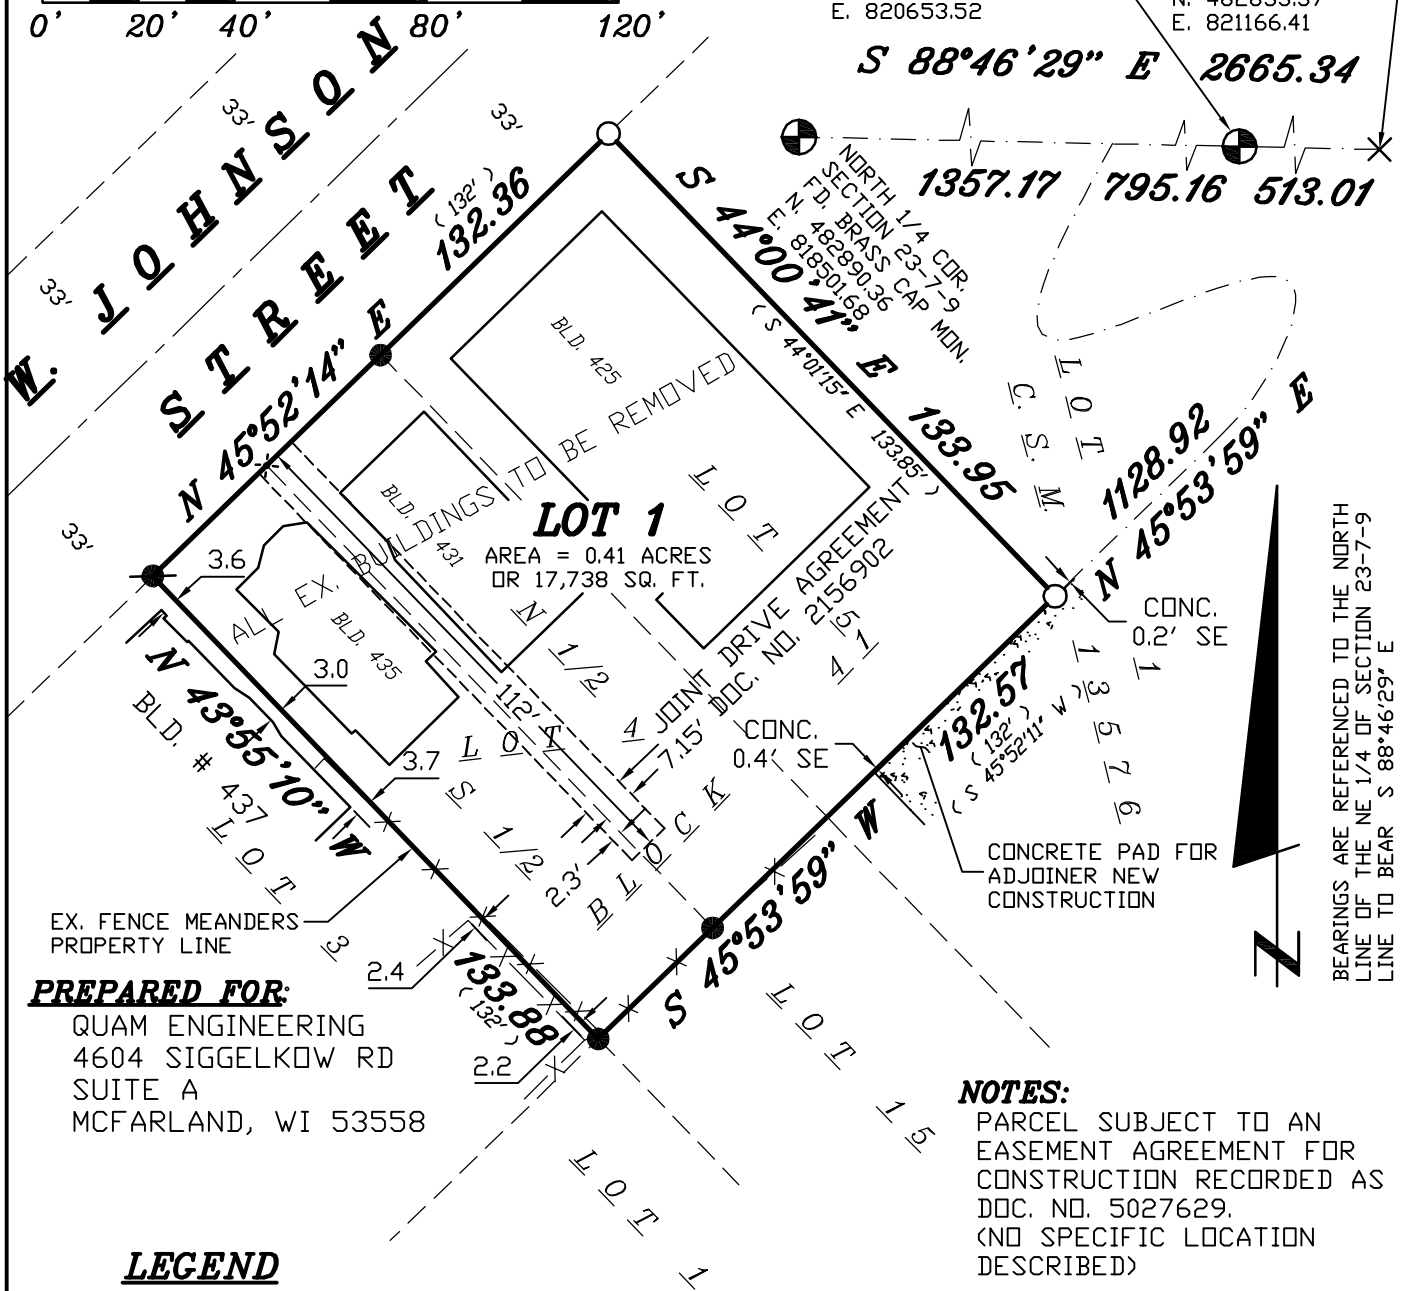 0' 20' 40' 80' 120'
E. 820653.52
E. 821166.41
S 88°46'29" E 2665.34
1357.17 795.16 513.01
NORTH 1/4 COR.
SECTION 23-7-9
FD. BRASS CAP MON.
N. 482890.36
E. 818501.68
W. JOHNSON
STREET
33'
33'
33'
33'
(132')
132.36
N 45°52'14" E
S 44°00'41" E 133.95
(S 44°01'15" E 133.85')
BLD. 425
BLD. 431
BLD. 435
ALL EX. BUILDINGS TO BE REMOVED
LOT 1
AREA = 0.41 ACRES
OR 17,738 SQ. FT.
LOT 5
N 1/2
LOT 4
S 1/2
BLOCK 41
JOINT DRIVE AGREEMENT
7.15' DOC. NO. 2156902
112'
2.3'
3.6
3.0
3.7
2.4
2.2
N 43°55'10" W
133.88
(132')
BLD. # 437
LOT 3
EX. FENCE MEANDERS
PROPERTY LINE
LOT 1
C. S. M. 13576
1128.92
N 45°53'59" E
CONC.
0.2' SE
CONC.
0.4' SE
132.57
(132')
(S 45°52'11" W)
S 45°53'59" W
CONCRETE PAD FOR
ADJOINER NEW
CONSTRUCTION
LOT 15
LOT 1
BEARINGS ARE REFERENCED TO THE NORTH
LINE OF THE NE 1/4 OF SECTION 23-7-9
LINE TO BEAR S 88°46'29" E
N
PREPARED FOR:
QUAM ENGINEERING
4604 SIGGELKOW RD
SUITE A
MCFARLAND, WI 53558
NOTES:
PARCEL SUBJECT TO AN
EASEMENT AGREEMENT FOR
CONSTRUCTION RECORDED AS
DOC. NO. 5027629.
(NO SPECIFIC LOCATION
DESCRIBED)
LEGEND